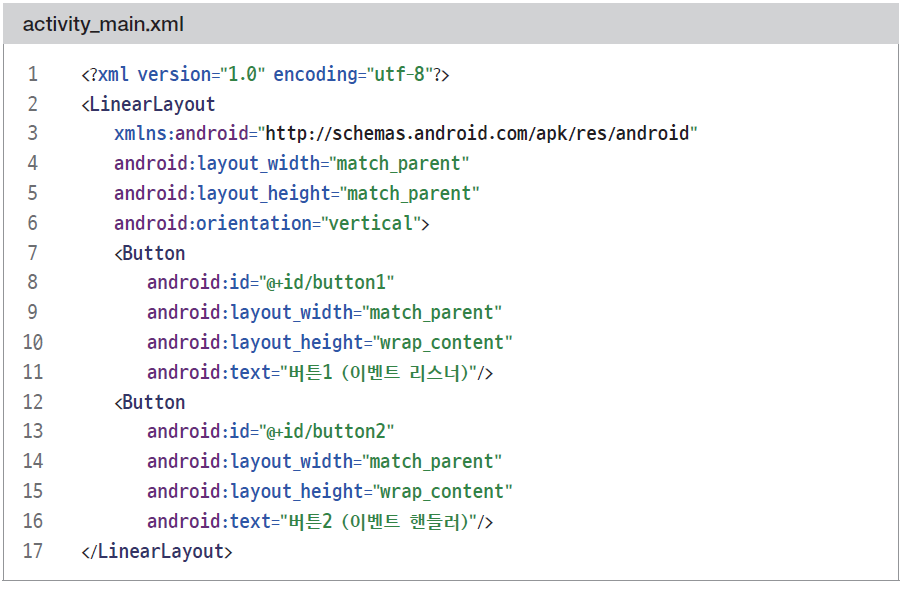 activity_main.xml
1 <?xml version="1.0" encoding="utf-8"?>
2 <LinearLayout
3 xmlns:android="http://schemas.android.com/apk/res/android"
4 android:layout_width="match_parent"
5 android:layout_height="match_parent"
6 android:orientation="vertical">
7 <Button
8 android:id="@+id/button1"
9 android:layout_width="match_parent"
10 android:layout_height="wrap_content"
11 android:text="버튼1 (이벤트 리스너)"/>
12 <Button
13 android:id="@+id/button2"
14 android:layout_width="match_parent"
15 android:layout_height="wrap_content"
16 android:text="버튼2 (이벤트 핸들러)"/>
17 </LinearLayout>